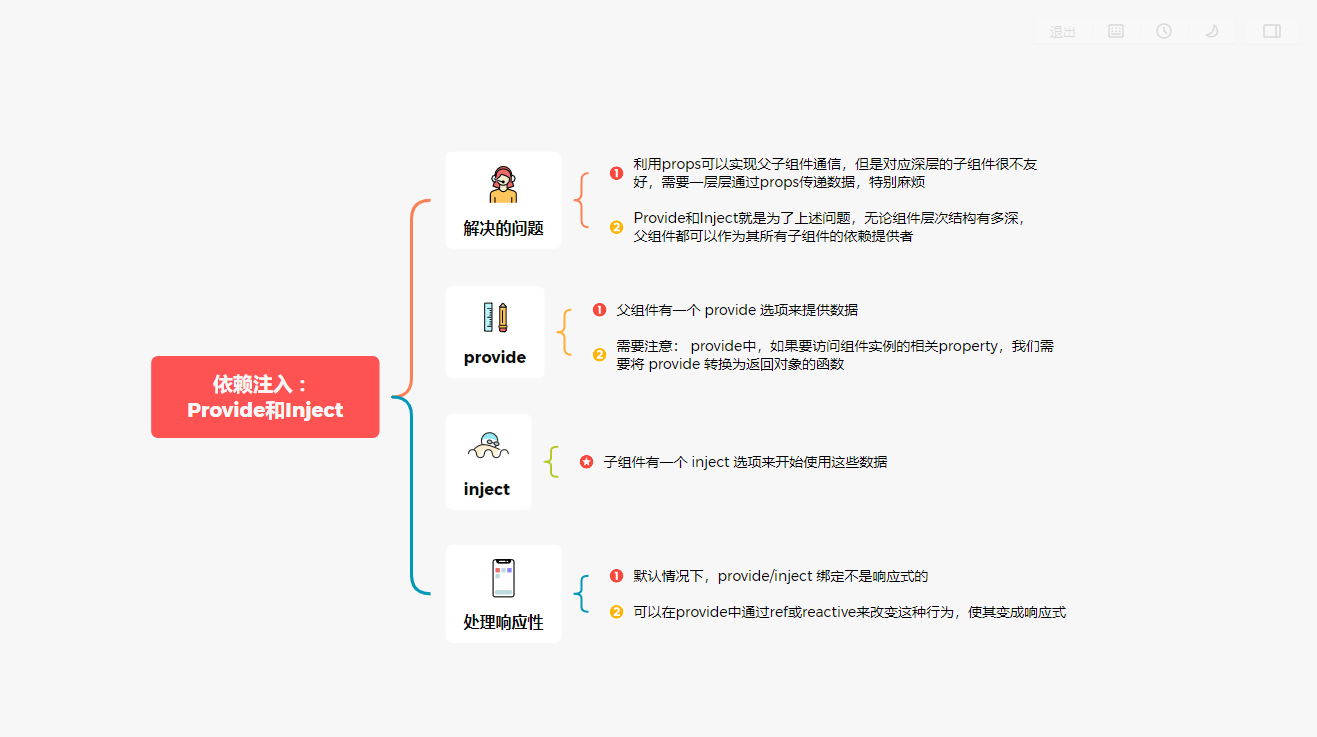 退出
解决的问题
1 利用props可以实现父子组件通信，但是对应深层的子组件很不友
好，需要一层层通过props传递数据，特别麻烦
2 Provide和Inject就是为了上述问题，无论组件层次结构有多深，
父组件都可以作为其所有子组件的依赖提供者
provide
1 父组件有一个 provide 选项来提供数据
2 需要注意： provide中，如果要访问组件实例的相关property，我们需
要将 provide 转换为返回对象的函数
依赖注入：
Provide和Inject
inject
子组件有一个 inject 选项来开始使用这些数据
处理响应性
1 默认情况下，provide/inject 绑定不是响应式的
2 可以在provide中通过ref或reactive来改变这种行为，使其变成响应式